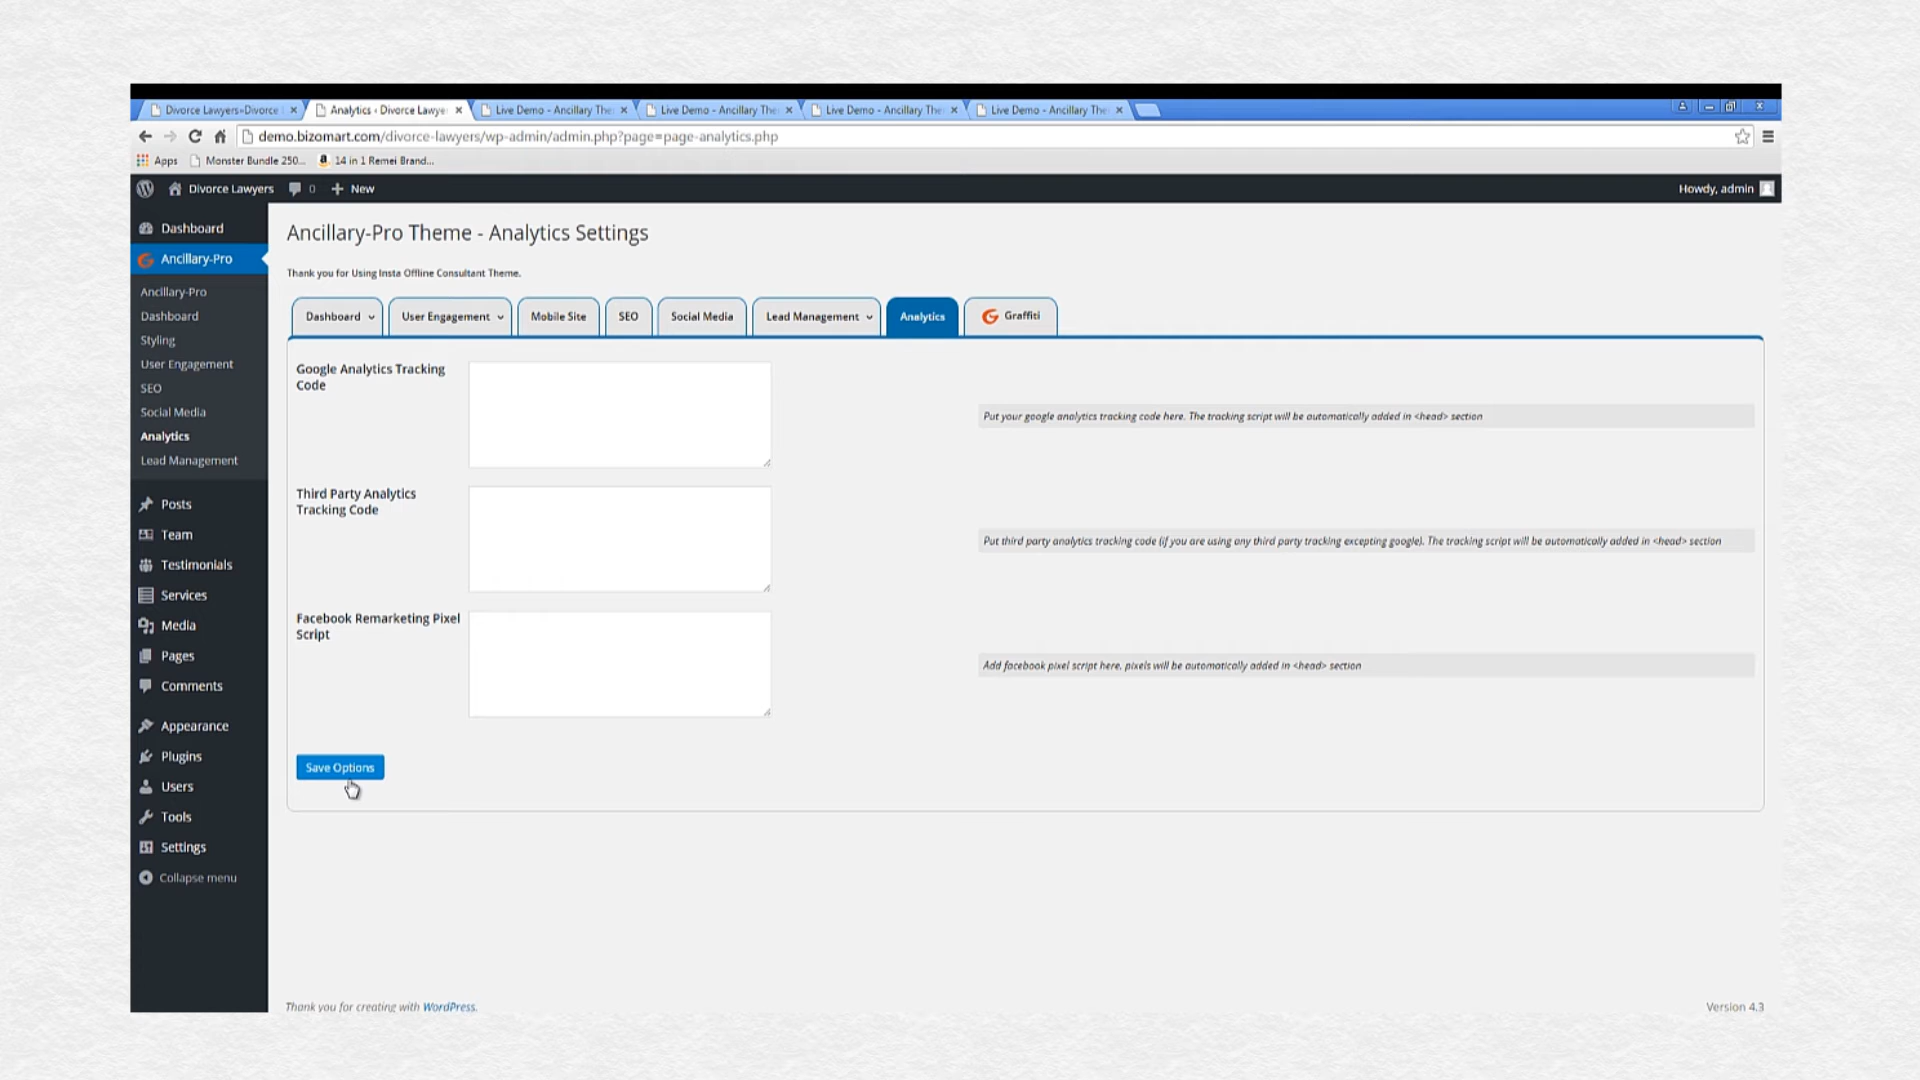 Divorce Lawyers»Divorce
Analytics ‹ Divorce Lawye
Live Demo - Ancillary The
Live Demo - Ancillary The
Live Demo - Ancillary The
Live Demo - Ancillary The
demo.bizomart.com/divorce-lawyers/wp-admin/admin.php?page=page-analytics.php
Apps
Monster Bundle 250...
14 in 1 Remei Brand...
Divorce Lawyers
0
New
Howdy, admin
Dashboard
Ancillary-Pro
Ancillary-Pro
Dashboard
Styling
User Engagement
SEO
Social Media
Analytics
Lead Management
Posts
Team
Testimonials
Services
Media
Pages
Comments
Appearance
Plugins
Users
Tools
Settings
Collapse menu
Ancillary-Pro Theme - Analytics Settings
Thank you for Using Insta Offline Consultant Theme.
Dashboard
User Engagement
Mobile Site
SEO
Social Media
Lead Management
Analytics
Graffiti
Google Analytics Tracking
Code
Put your google analytics tracking code here. The tracking script will be automatically added in <head> section
Third Party Analytics
Tracking Code
Put third party analytics tracking code (if you are using any third party tracking excepting google). The tracking script will be automatically added in <head> section
Facebook Remarketing Pixel
Script
Add facebook pixel script here, pixels will be automatically added in <head> section
Save Options
Thank you for creating with WordPress.
Version 4.3